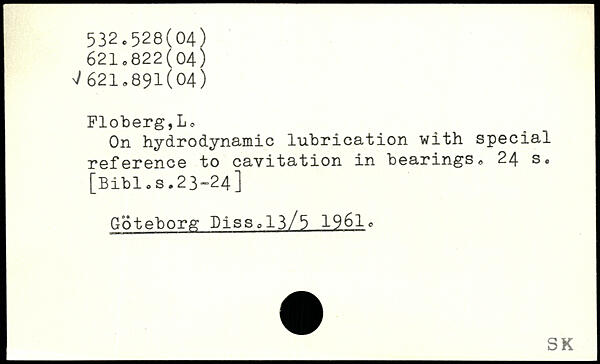 532.528(04)
621.822(04)
√ 621.891(04)
Floberg,L.
On hydrodynamic lubrication with special
reference to cavitation in bearings. 24 s.
[Bibl.s.23-24]
Göteborg Diss.13/5 1961.
SK